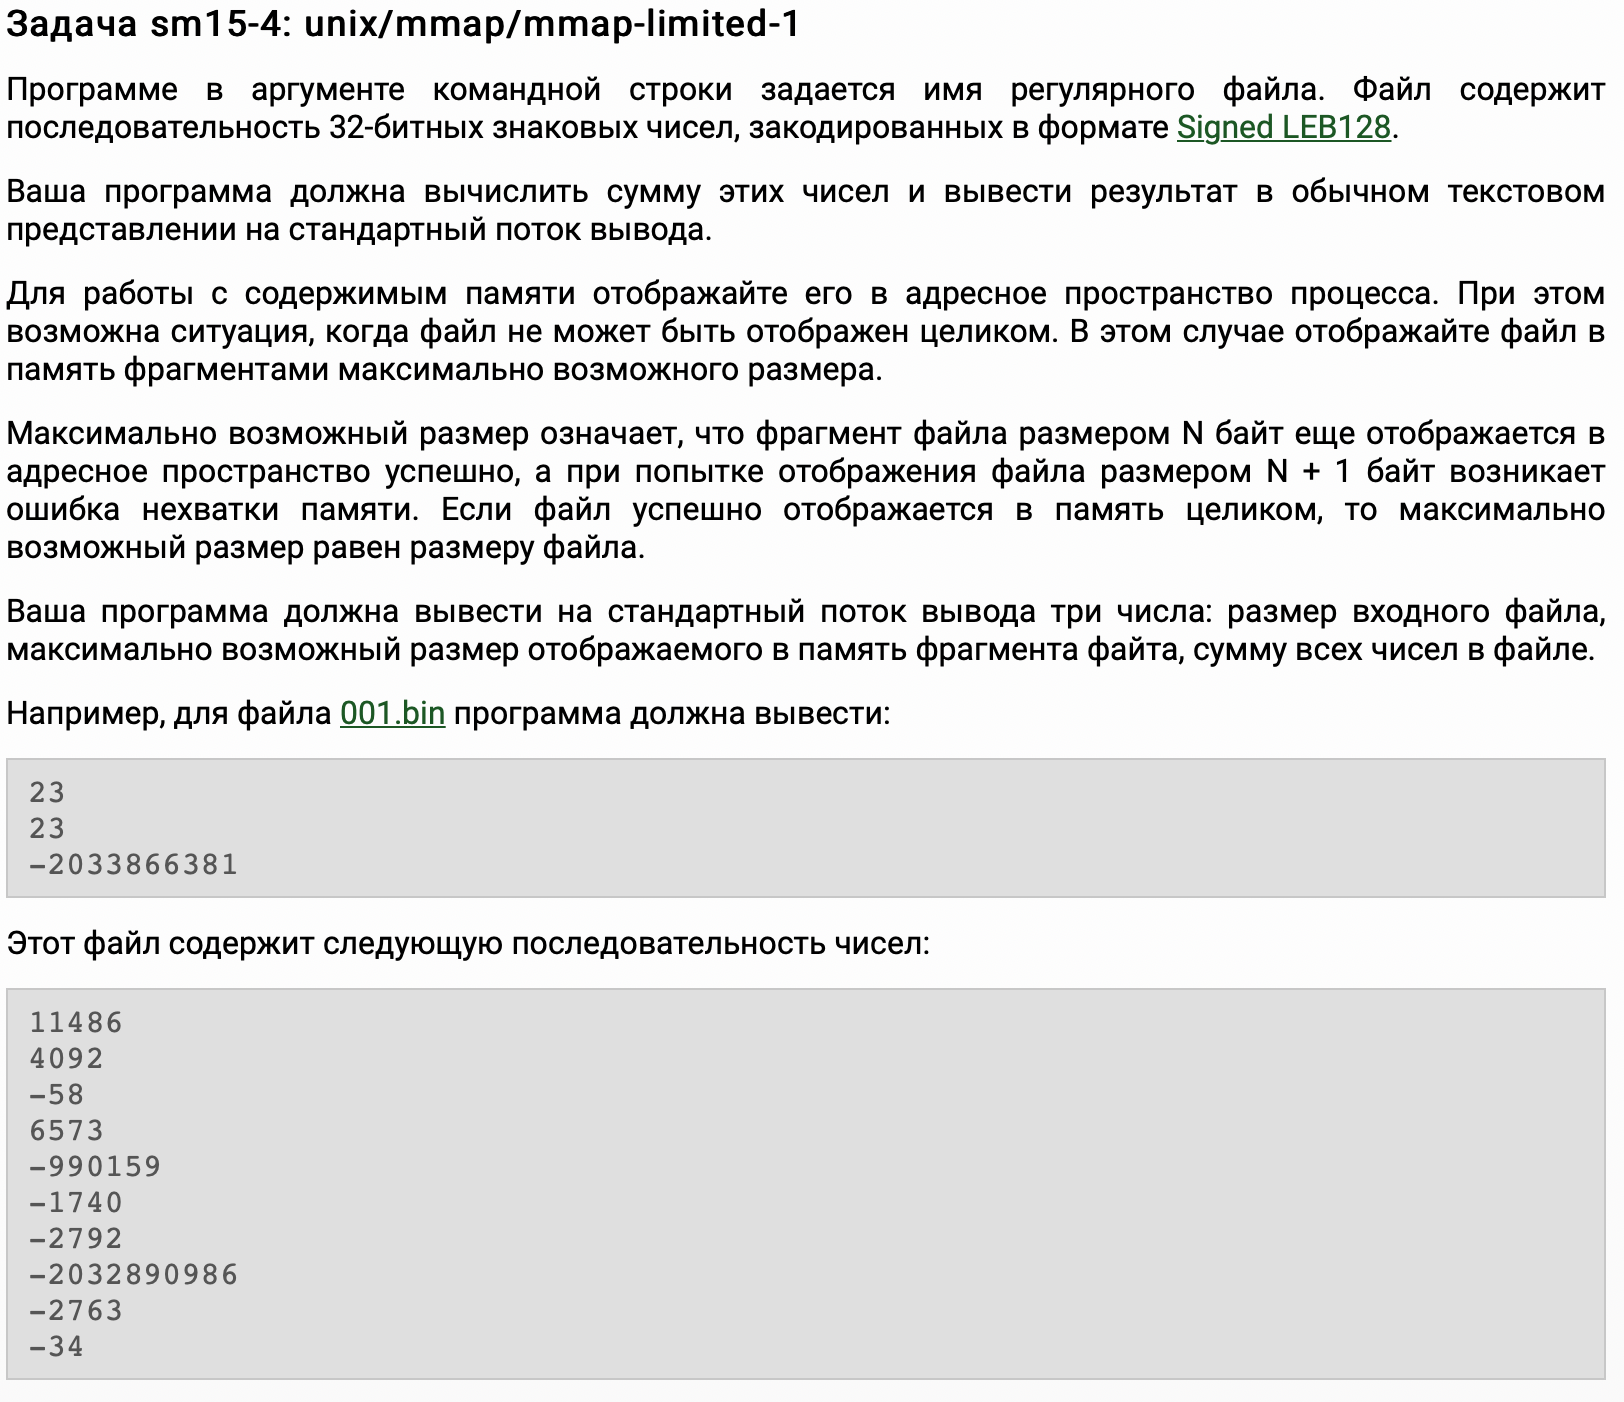 Задача sm15-4: unix/mmap/mmap-limited-1
Программе в аргументе командной строки задается имя регулярного файла. Файл содержит
последовательность 32-битных знаковых чисел, закодированных в формате Signed LEB128.
Ваша программа должна вычислить сумму этих чисел и вывести результат в обычном текстовом
представлении на стандартный поток вывода.
Для работы с содержимым памяти отображайте его в адресное пространство процесса. При этом
возможна ситуация, когда файл не может быть отображен целиком. В этом случае отображайте файл в
память фрагментами максимально возможного размера.
Максимально возможный размер означает, что фрагмент файла размером N байт еще отображается в
адресное пространство успешно, а при попытке отображения файла размером N + 1 байт возникает
ошибка нехватки памяти. Если файл успешно отображается в память целиком, то максимально
возможный размер равен размеру файла.
Ваша программа должна вывести на стандартный поток вывода три числа: размер входного файла,
максимально возможный размер отображаемого в память фрагмента файта, сумму всех чисел в файле.
Например, для файла 001.bin программа должна вывести:
23
23
-2033866381
Этот файл содержит следующую последовательность чисел:
11486
4092
-58
6573
-990159
-1740
-2792
-2032890986
-2763
-34